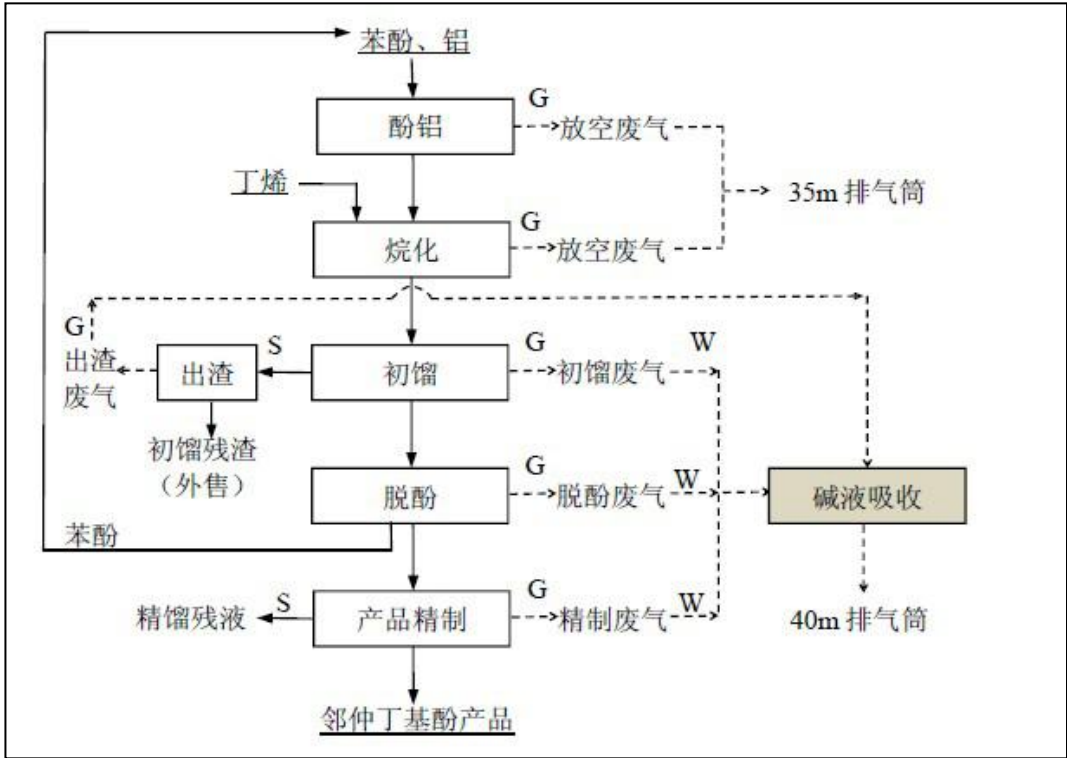 苯酚、铝
G
酚铝
放空废气
丁烯
35m 排气筒
G
烷化
放空废气
G
出渣
废气
S
出渣
初馏
G
初馏废气
W
初馏残渣
（外售）
G
脱酚
脱酚废气
W
碱液吸收
苯酚
精馏残液
S
产品精制
G
精制废气
W
40m 排气筒
邻仲丁基酚产品